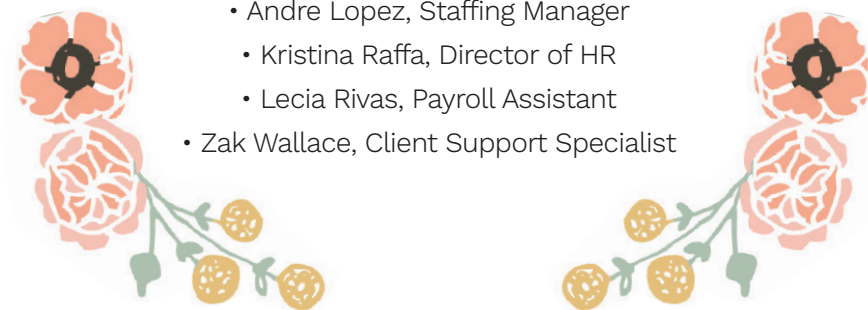 • Andre Lopez, Staffing Manager
• Kristina Raffa, Director of HR
• Lecia Rivas, Payroll Assistant
• Zak Wallace, Client Support Specialist